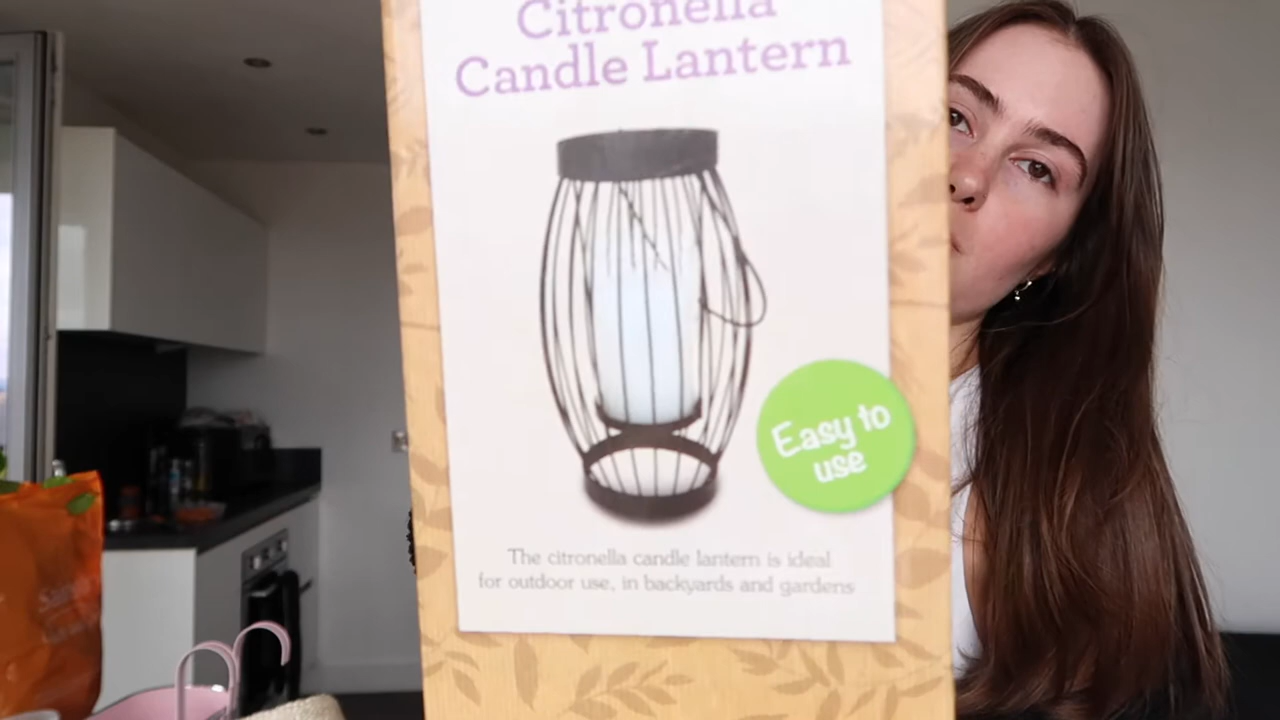 Citronella
Candle Lantern
Easy to
use
The citronella candle lantern is ideal
for outdoor use, in backyards and gardens